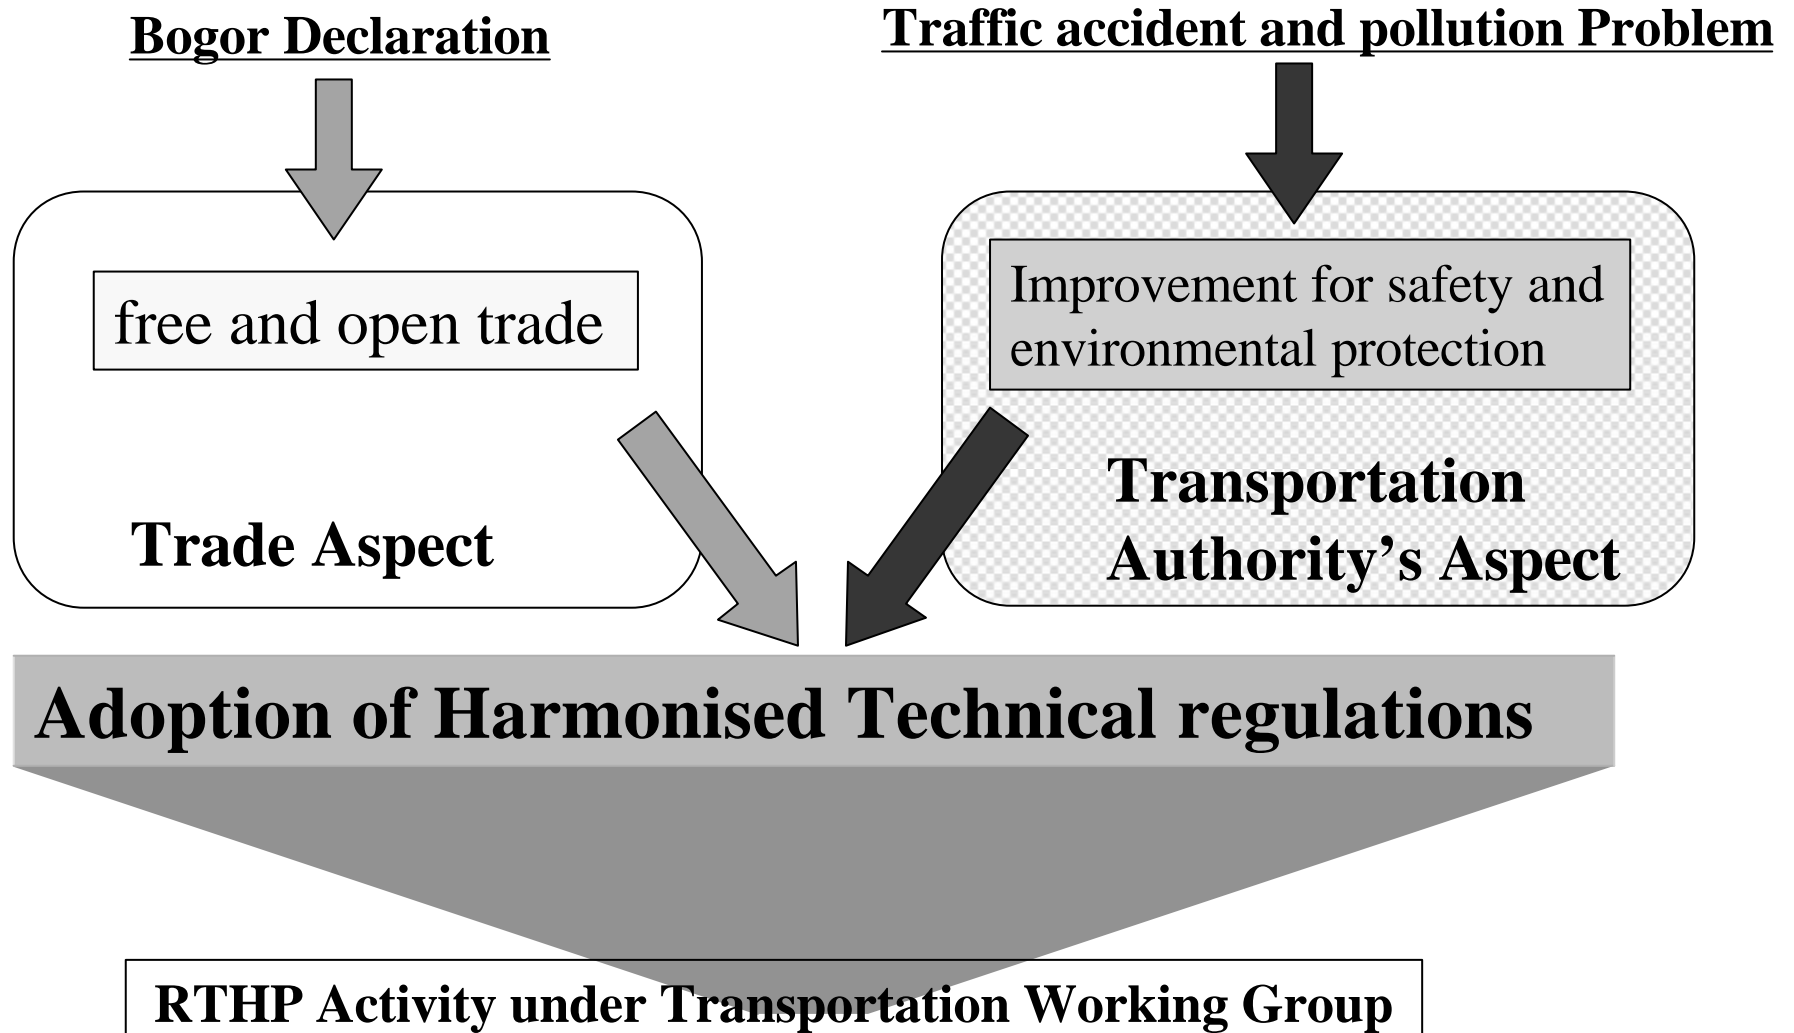 Bogor Declaration
Traffic accident and pollution Problem
free and open trade
Trade Aspect
Improvement for safety and
environmental protection
Transportation
Authority’s Aspect
Adoption of Harmonised Technical regulations
RTHP Activity under Transportation Working Group